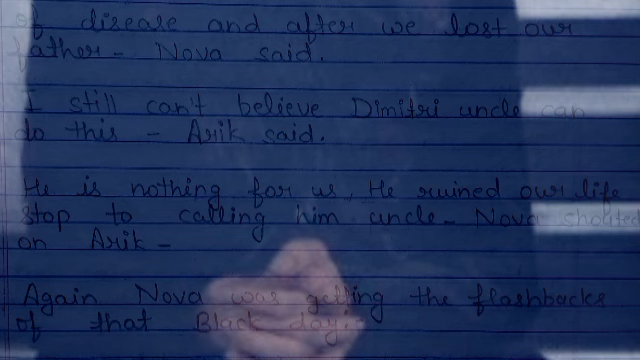 of disease and after we lost our
father - Nova said.
I still can't believe Dimitri uncle can
do this - Arik said.
He is nothing for us, He ruined our life
stop to calling him uncle - Nova shouted
on Arik -
Again Nova was getting the flashbacks
of that Black day.